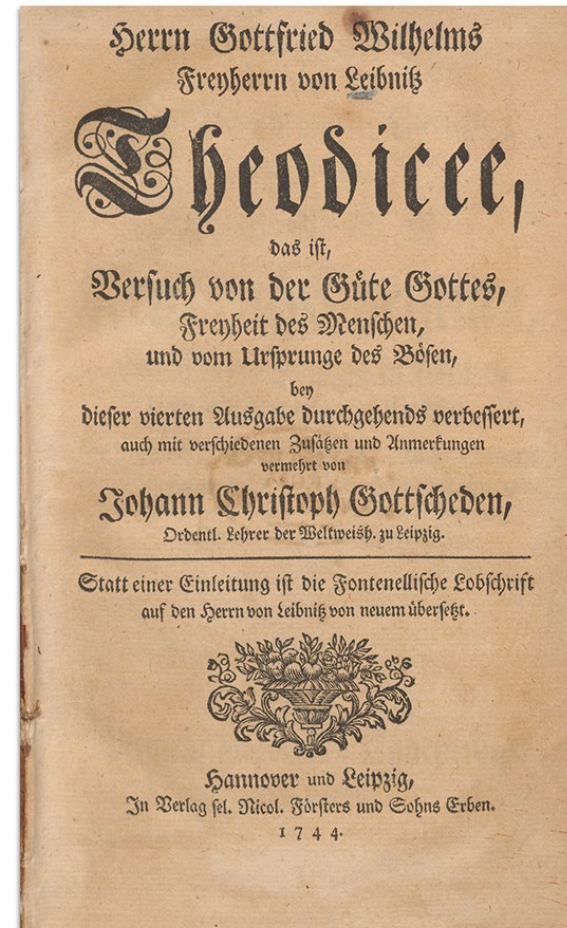 Herrn Gottfried Wilhelms
Freyherrn von Leibnitz
Theodicee,
das ist,
Versuch von der Güte Gottes,
Freyheit des Menschen,
und vom Ursprunge des Bösen,
bey
dieser vierten Ausgabe durchgehends verbessert,
auch mit verschiedenen Zusätzen und Anmerkungen
vermehrt von
Johann Christoph Gottscheden,
Ordentl. Lehrer der Weltweish. zu Leipzig.
Statt einer Einleitung ist die Fontenellische Lobschrift
auf den Herrn von Leibnitz von neuem übersetzt.
Hannover und Leipzig,
In Verlag sel. Nicol. Försters und Sohns Erben.
1744.